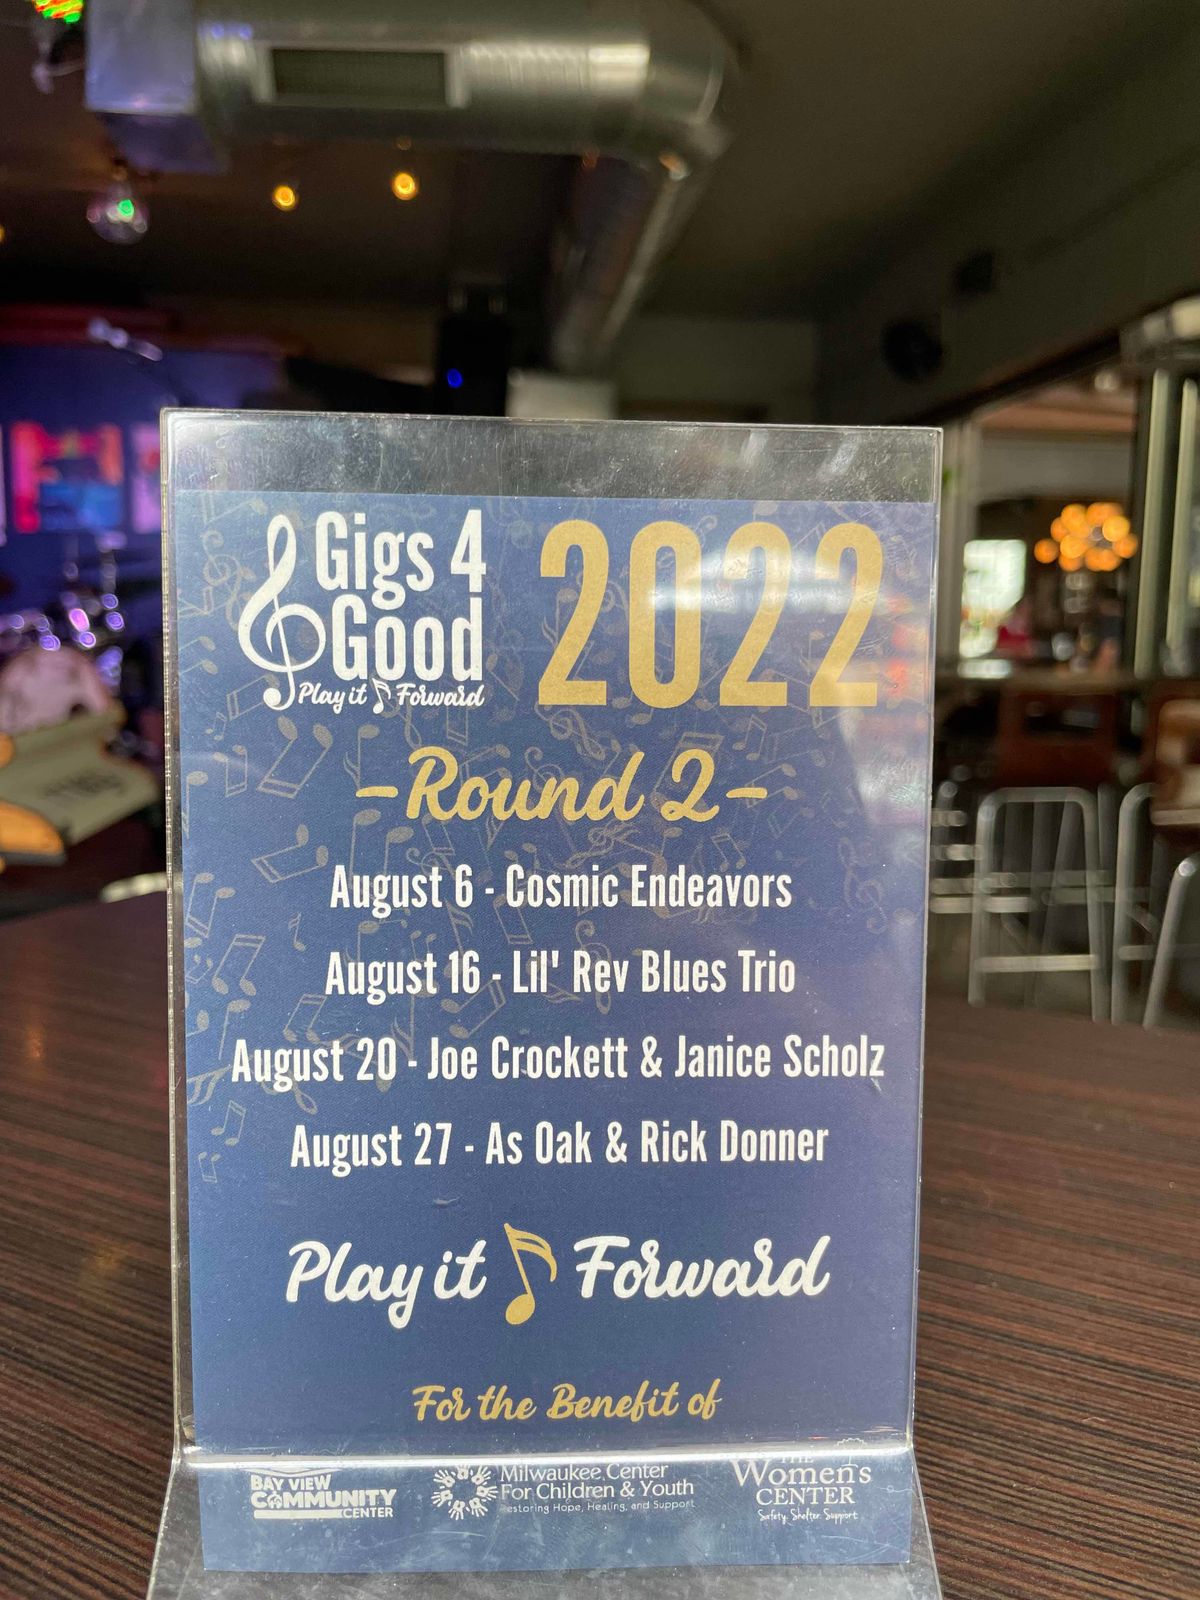 Gigs 4
Good
Play it Forward
2022
-Round 2-
August 6 - Cosmic Endeavors
August 16 - Lil' Rev Blues Trio
August 20 - Joe Crockett & Janice Scholz
August 27 - As Oak & Rick Donner
Play it Forward
For the Benefit of
BAY VIEW
COMMUNITY
CENTER
Milwaukee Center
For Children & Youth
Restoring Hope, Healing, and Support
THE
Women's
CENTER
Safety. Shelter. Support.